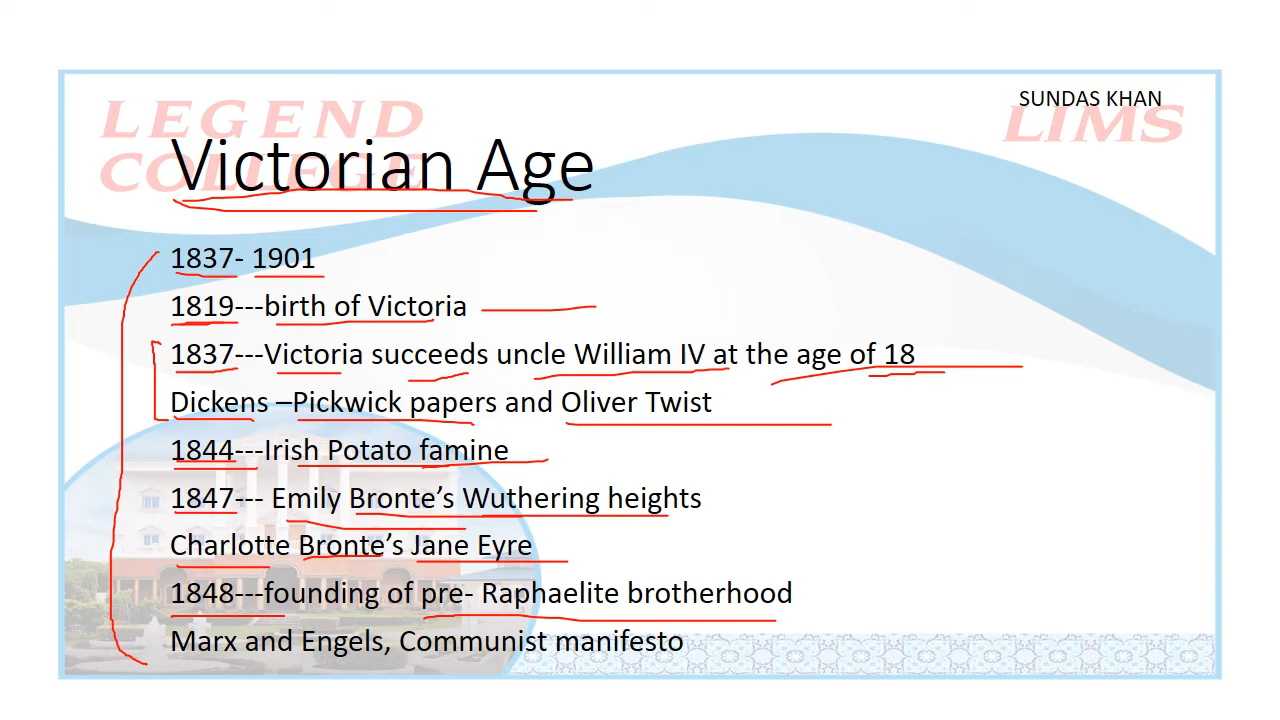 SUNDAS KHAN
LEGEND
COLLEGE
LIMS
Victorian Age
1837- 1901
1819---birth of Victoria
1837---Victoria succeeds uncle William IV at the age of 18
Dickens –Pickwick papers and Oliver Twist
1844---Irish Potato famine
1847--- Emily Bronte’s Wuthering heights
Charlotte Bronte’s Jane Eyre
1848---founding of pre- Raphaelite brotherhood
Marx and Engels, Communist manifesto